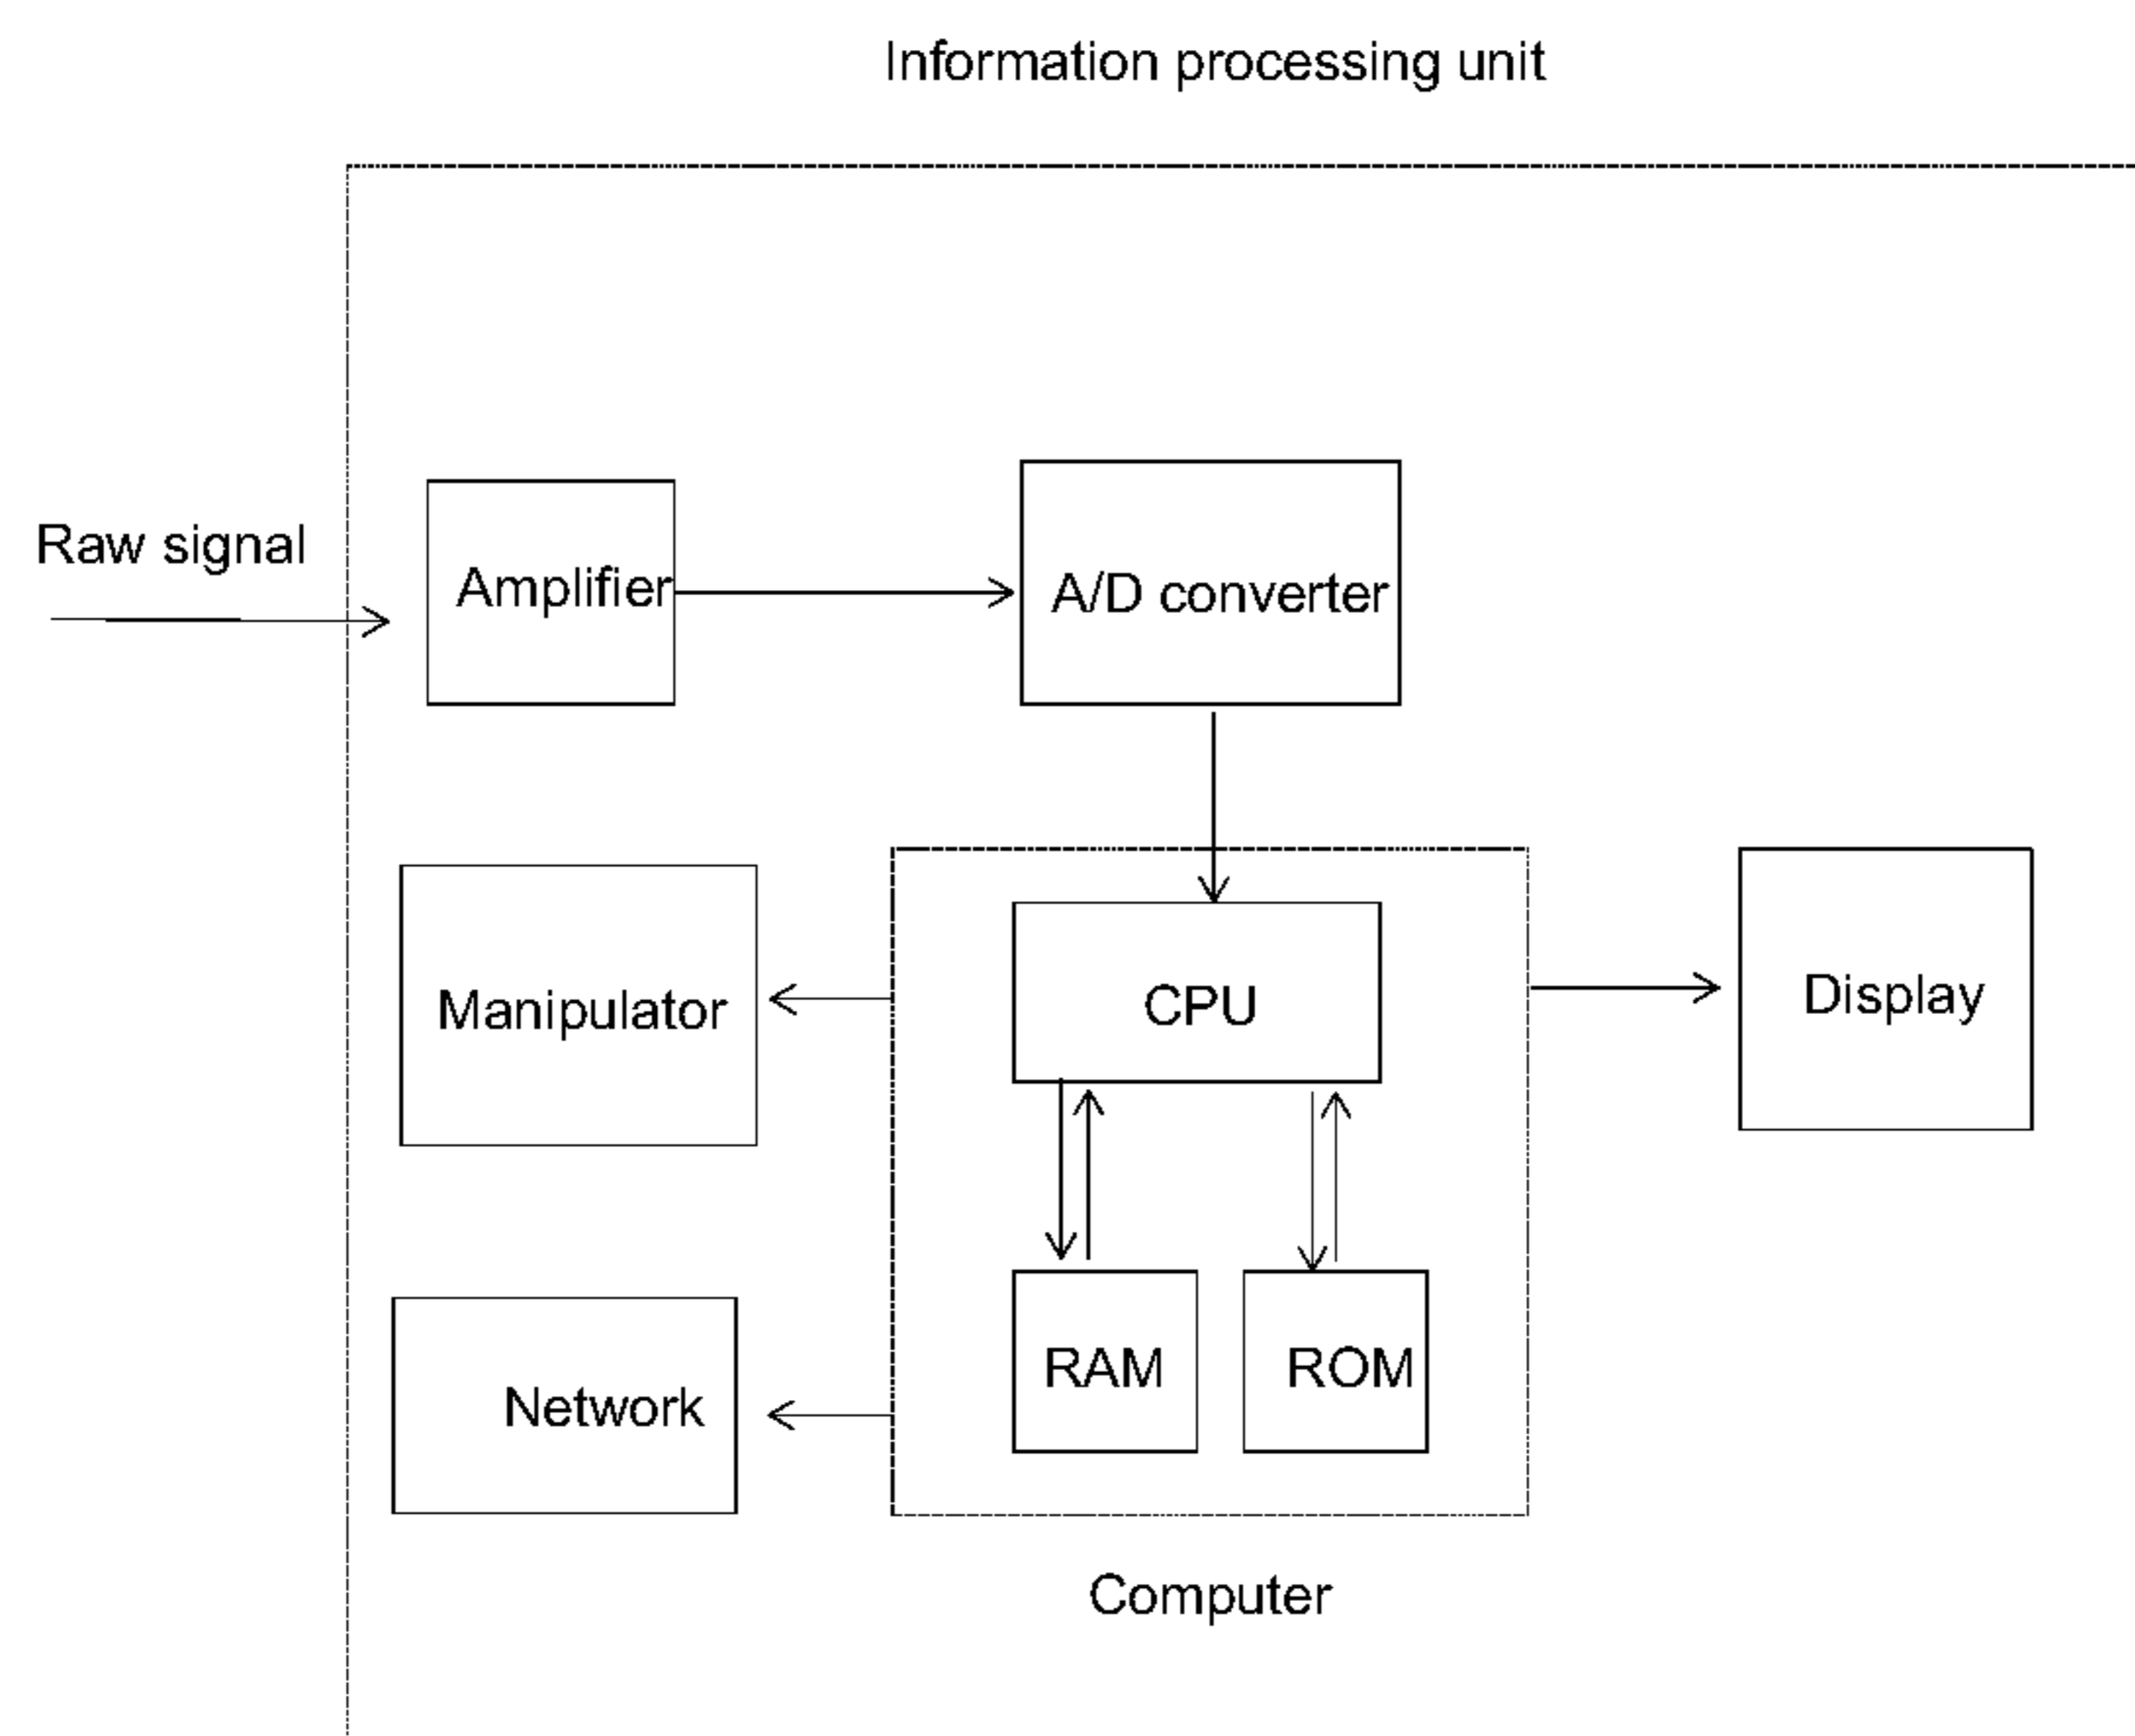 Information processing unit
Raw signal
Amplifier
A/D converter
Manipulator
CPU
Display
RAM
ROM
Network
Computer